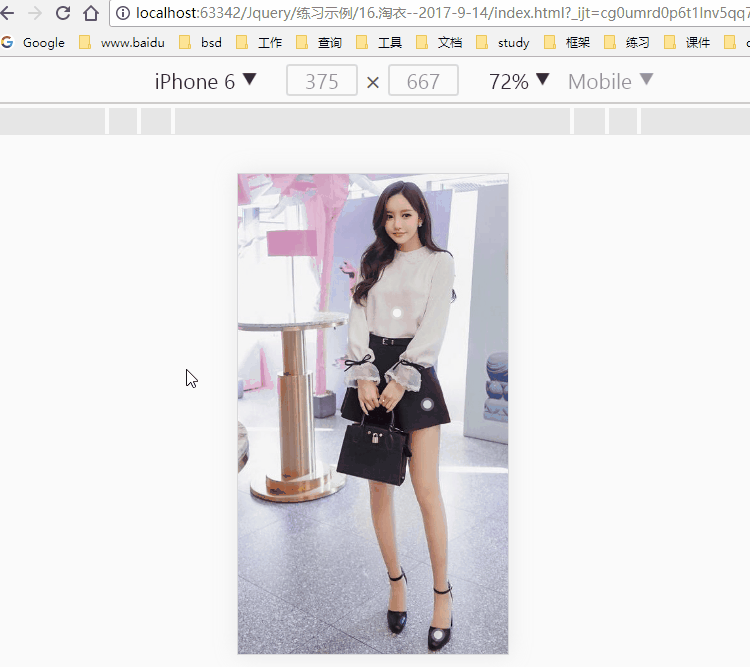 localhost:63342/Jquery/练习示例/16.淘衣--2017-9-14/index.html?_ijt=cg0umrd0p6t1lnv5qq7
Google www.baidu bsd 工作 查询 工具 文档 study 框架 练习 课件
iPhone 6 375 × 667 72% Mobile